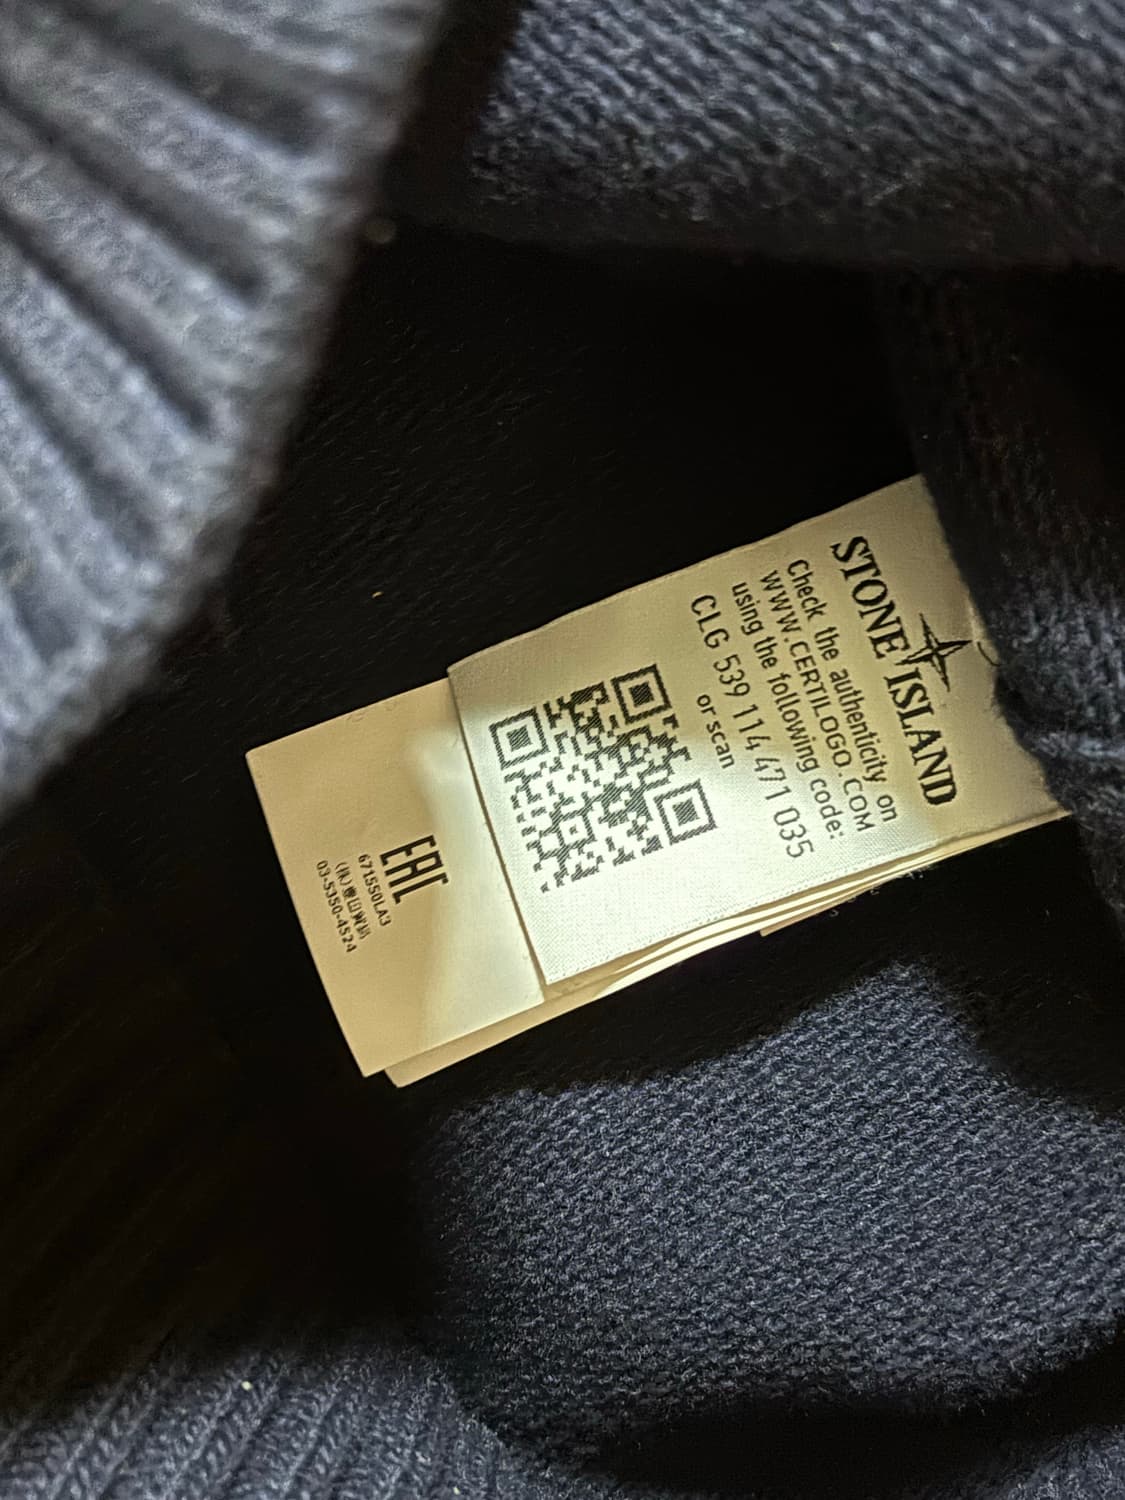 STONE ISLAND
Check the authenticity on
WWW.CERTILOGO.COM
using the following code:
CLG 539 114 471 035
or scan
EAC
671550LA3
03-5350-4524